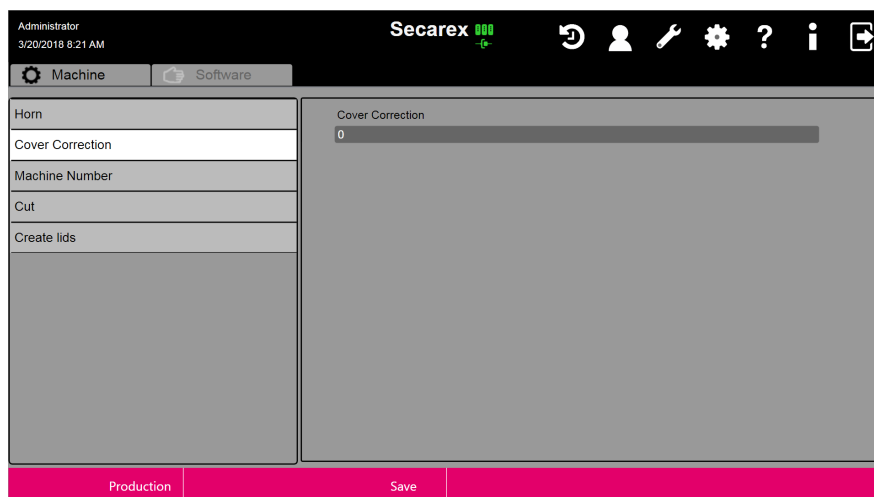 Administrator
3/20/2018 8:21 AM
Secarex
?
Machine
Software
Horn
Cover Correction
Machine Number
Cut
Create lids
Cover Correction
0
Production
Save